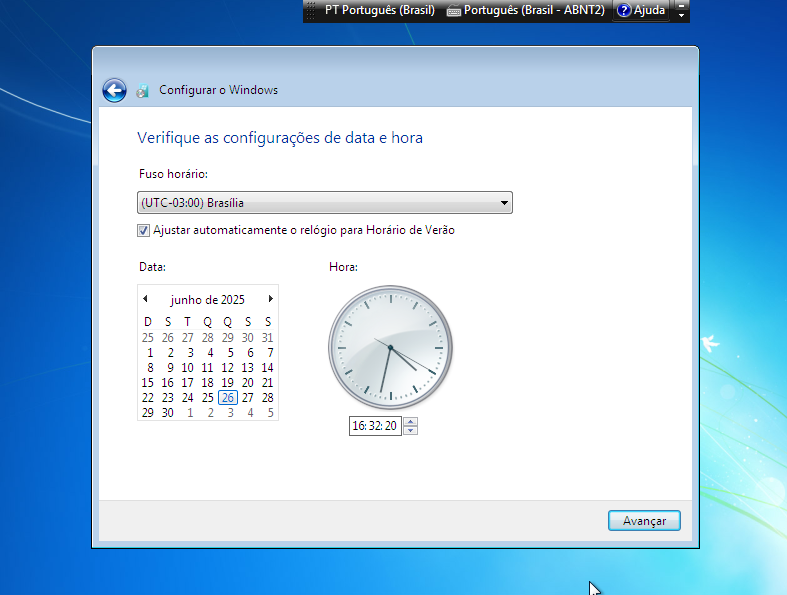 PT Português (Brasil) Português (Brasil - ABNT2) ? Ajuda
Configurar o Windows
Verifique as configurações de data e hora
Fuso horário:
(UTC-03:00) Brasília
Ajustar automaticamente o relógio para Horário de Verão
Data: Hora:
junho de 2025
D S T Q Q S S
25 26 27 28 29 30 31
1 2 3 4 5 6 7
8 9 10 11 12 13 14
15 16 17 18 19 20 21
22 23 24 25 26 27 28
29 30 1 2 3 4 5
16:32:20
Avançar